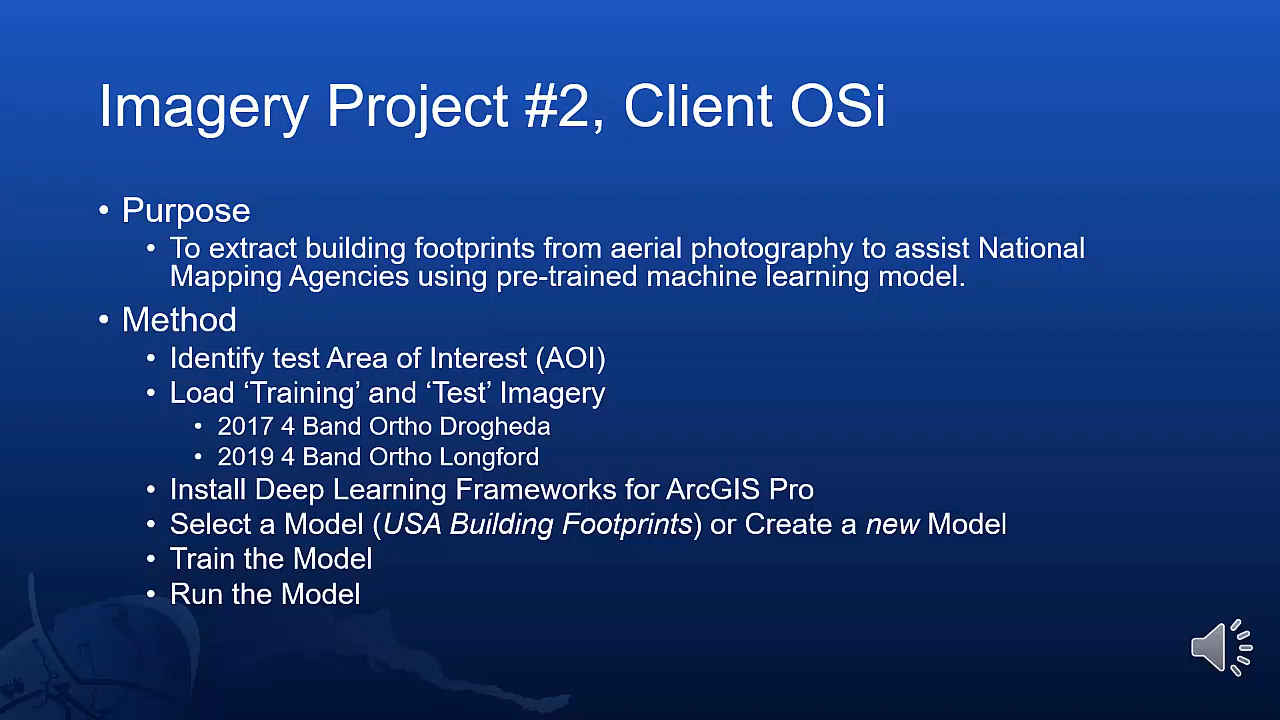 Imagery Project #2, Client OSi
• Purpose
• To extract building footprints from aerial photography to assist National
Mapping Agencies using pre-trained machine learning model.
• Method
• Identify test Area of Interest (AOI)
• Load ‘Training’ and ‘Test’ Imagery
• 2017 4 Band Ortho Drogheda
• 2019 4 Band Ortho Longford
• Install Deep Learning Frameworks for ArcGIS Pro
• Select a Model (USA Building Footprints) or Create a new Model
• Train the Model
• Run the Model